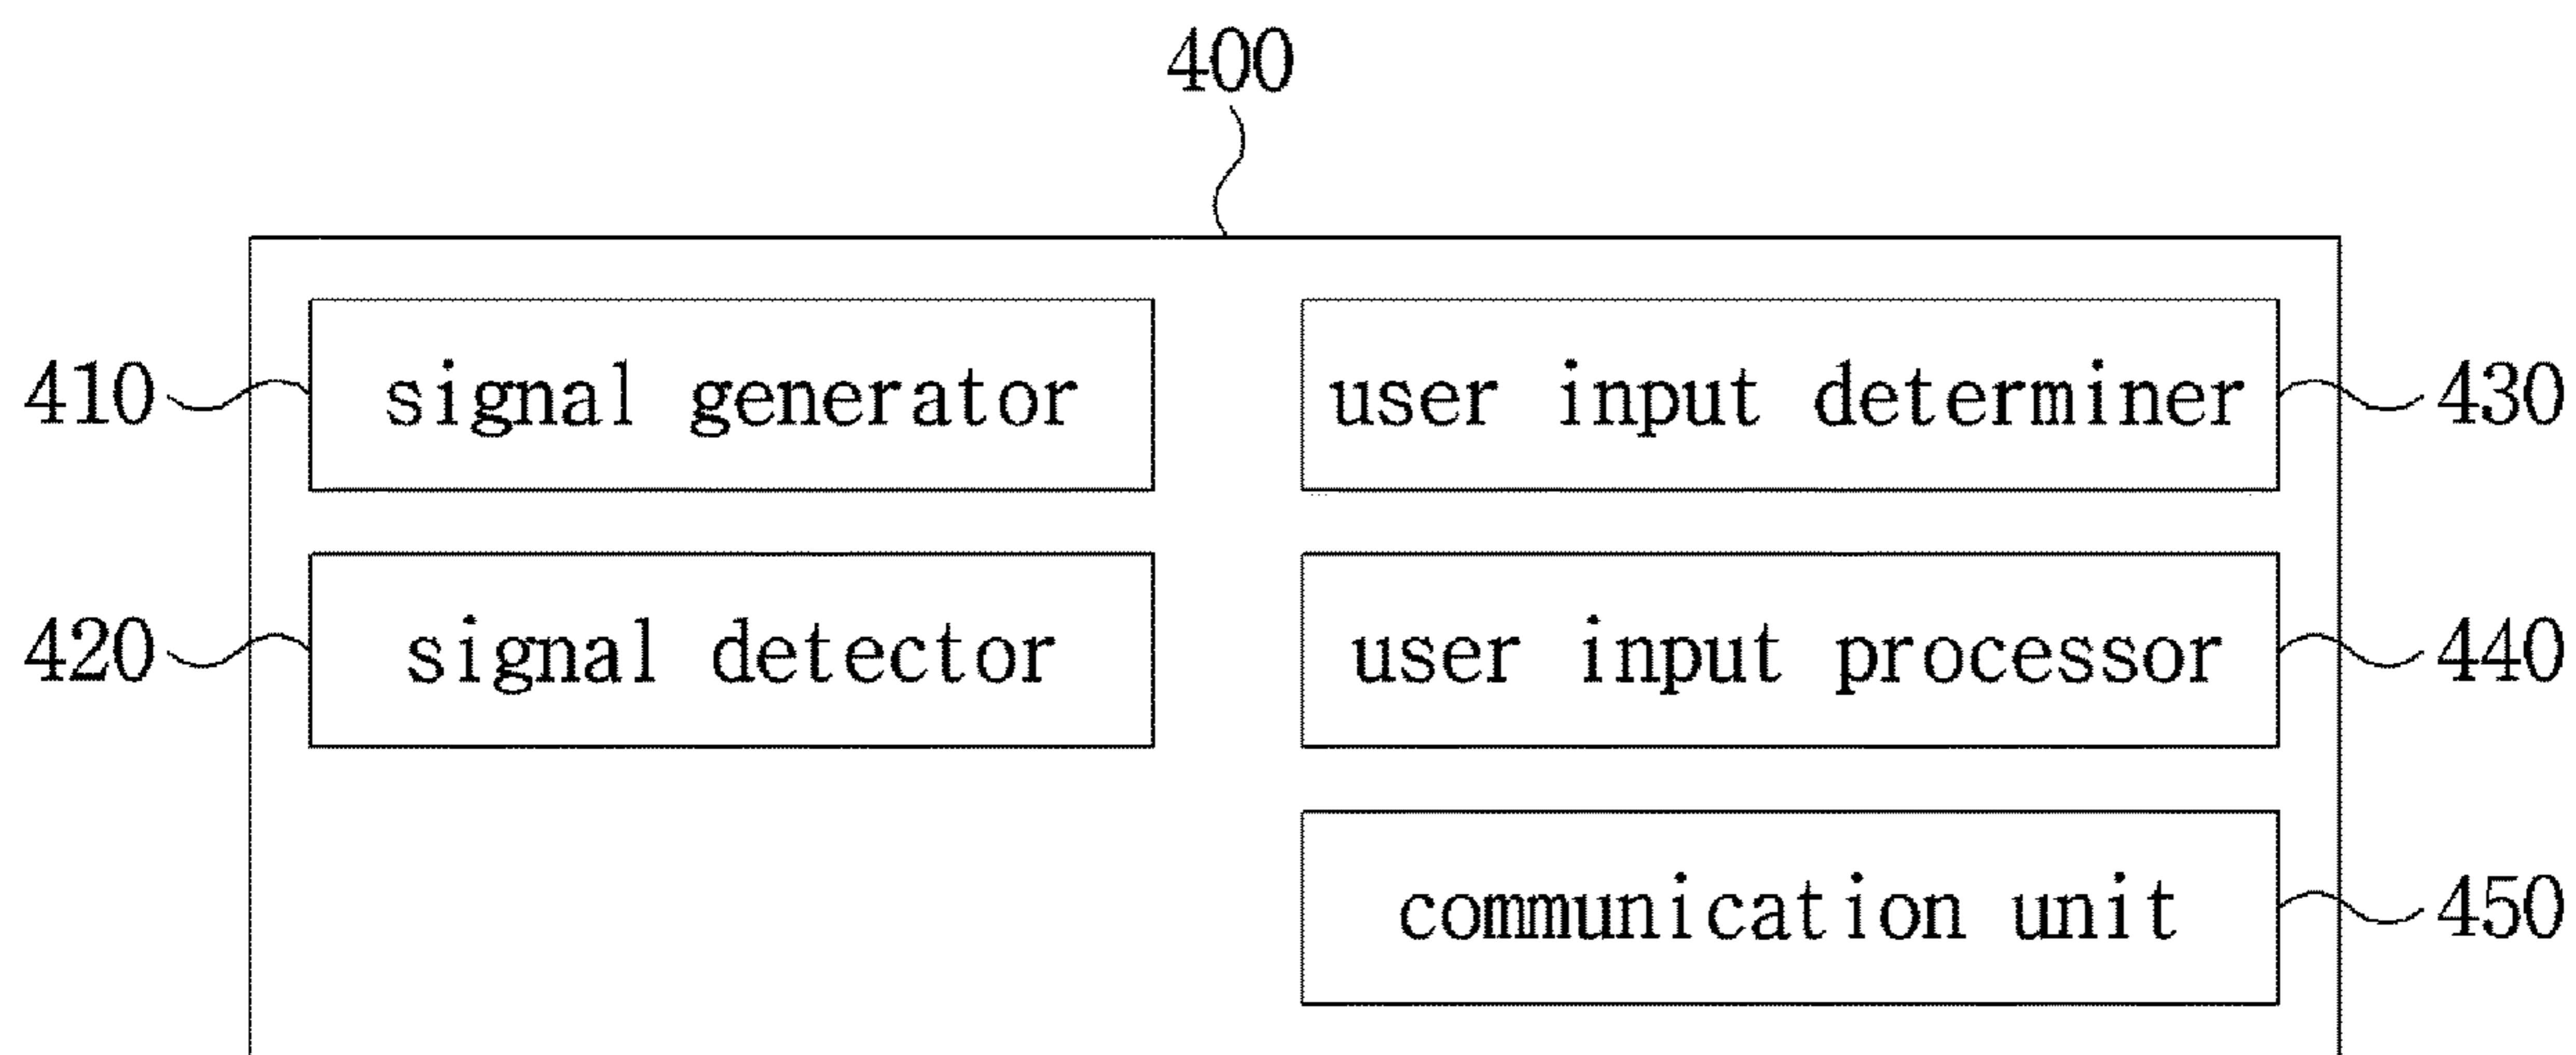 400
410 signal generator user input determiner 430
420 signal detector user input processor 440
communication unit 450